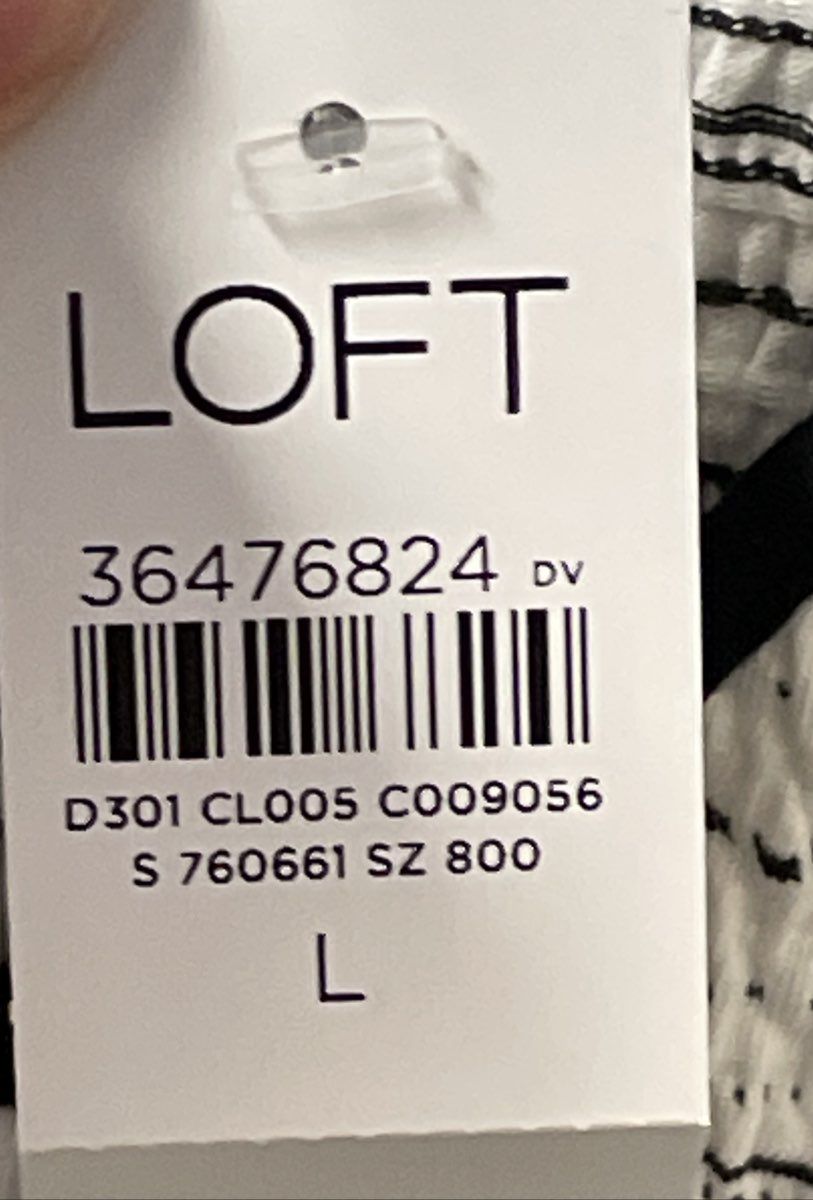 LOFT
36476824 DV
D301 CL005 C009056
S 760661 SZ 800
L